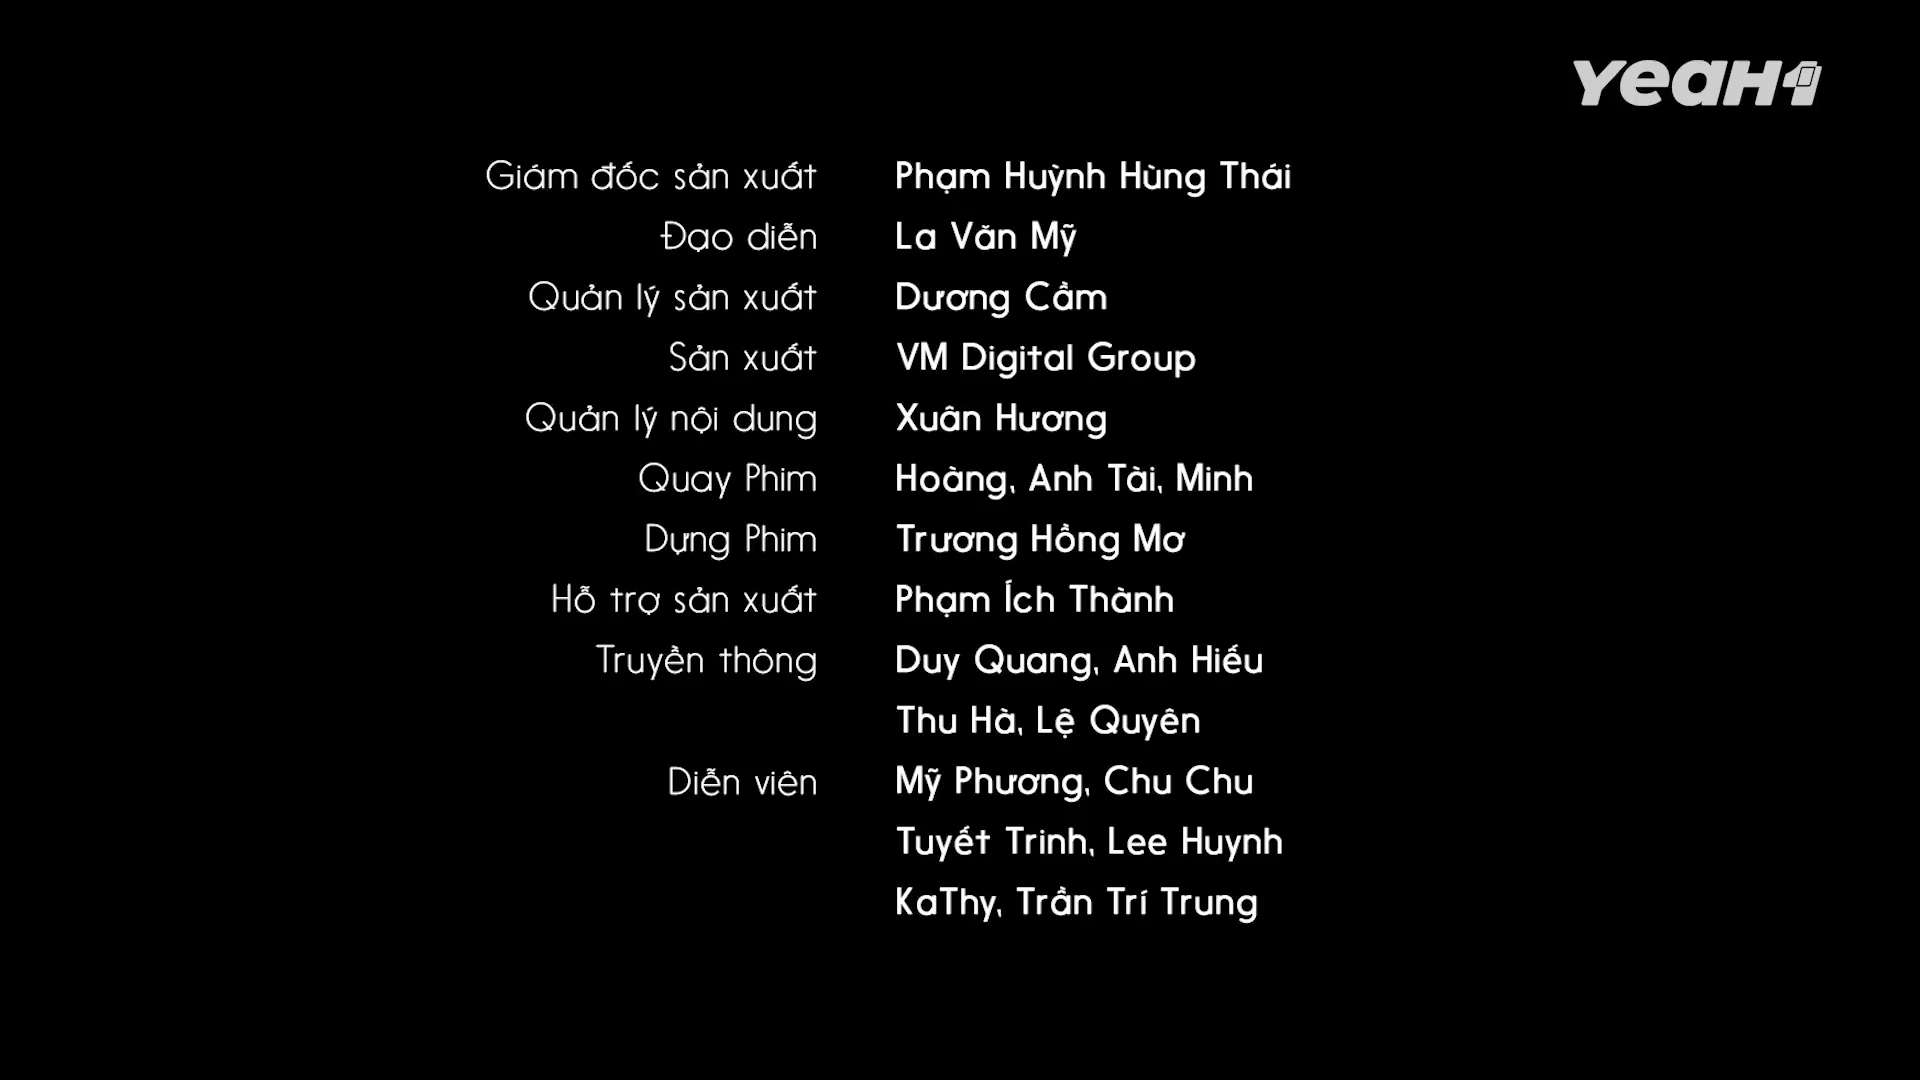 YEAH1
Giám đốc sản xuất Phạm Huỳnh Hùng Thái
Đạo diễn La Văn Mỹ
Quản lý sản xuất Dương Cầm
Sản xuất VM Digital Group
Quản lý nội dung Xuân Hương
Quay Phim Hoàng, Anh Tài, Minh
Dựng Phim Trương Hồng Mơ
Hỗ trợ sản xuất Phạm Ích Thành
Truyền thông Duy Quang, Anh Hiếu
Thu Hà, Lệ Quyên
Diễn viên Mỹ Phương, Chu Chu
Tuyết Trinh, Lee Huynh
KaThy, Trần Trí Trung